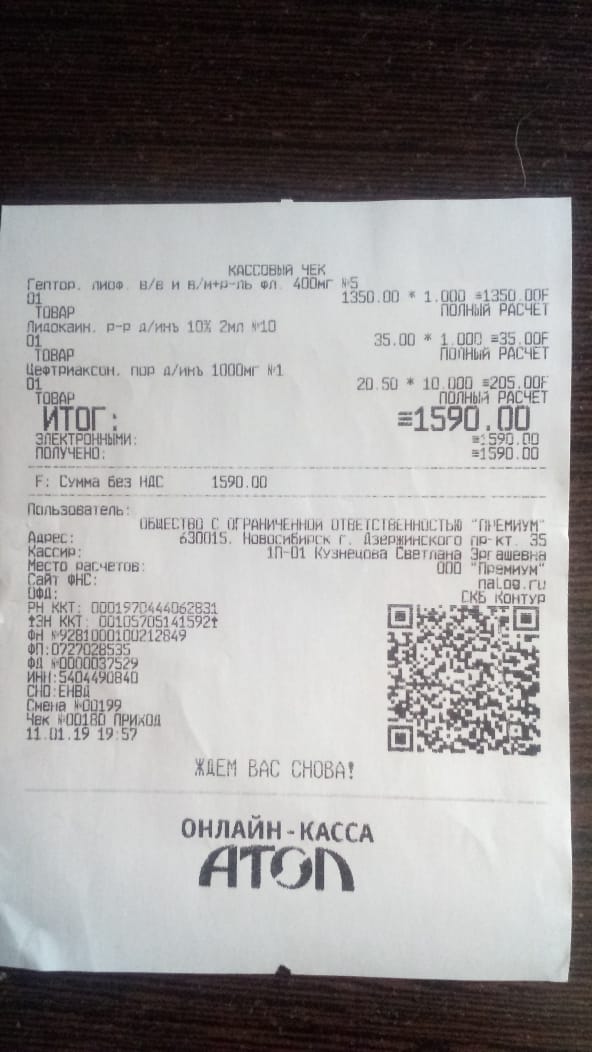 КАССОВЫЙ ЧЕК
Гептор. лиоф. в/в и в/м+р-ль фл. 400мг №5
01 1350.00 * 1.000 ≡1350.00F
ТОВАР ПОЛНЫЙ РАСЧЕТ
Лидокаин. р-р д/инъ 10% 2мл №10
01 35.00 * 1.000 ≡35.00F
ТОВАР ПОЛНЫЙ РАСЧЕТ
Цефтриаксон. пор д/инъ 1000мг №1
01 20.50 * 10.000 ≡205.00F
ТОВАР ПОЛНЫЙ РАСЧЕТ
ИТОГ: ≡1590.00
ЭЛЕКТРОННЫМИ: ≡1590.00
ПОЛУЧЕНО: ≡1590.00
F: Сумма без НДС 1590.00
Пользователь:
ОБЩЕСТВО С ОГРАНИЧЕННОЙ ОТВЕТСТВЕННОСТЬЮ "ПРЕМИУМ"
Адрес: 630015. Новосибирск г. Дзержинского пр-кт. 35
Кассир: 1П-01 Кузнецова Светлана Эргашевна
Место расчетов: ООО "Премиум"
Сайт ФНС: nalog.ru
ОФД: СКБ Контур
РН ККТ: 0001970444062831
↑ЗН ККТ: 00105705141592↑
ФН №9281000100212849
ФП:0727028535
ФД №0000037529
ИНН:5404490840
СНО:ЕНВД
Смена №00199
Чек №00180 ПРИХОД
11.01.19 19:57
ЖДЕМ ВАС СНОВА!
ОНЛАЙН-КАССА
АТОЛ